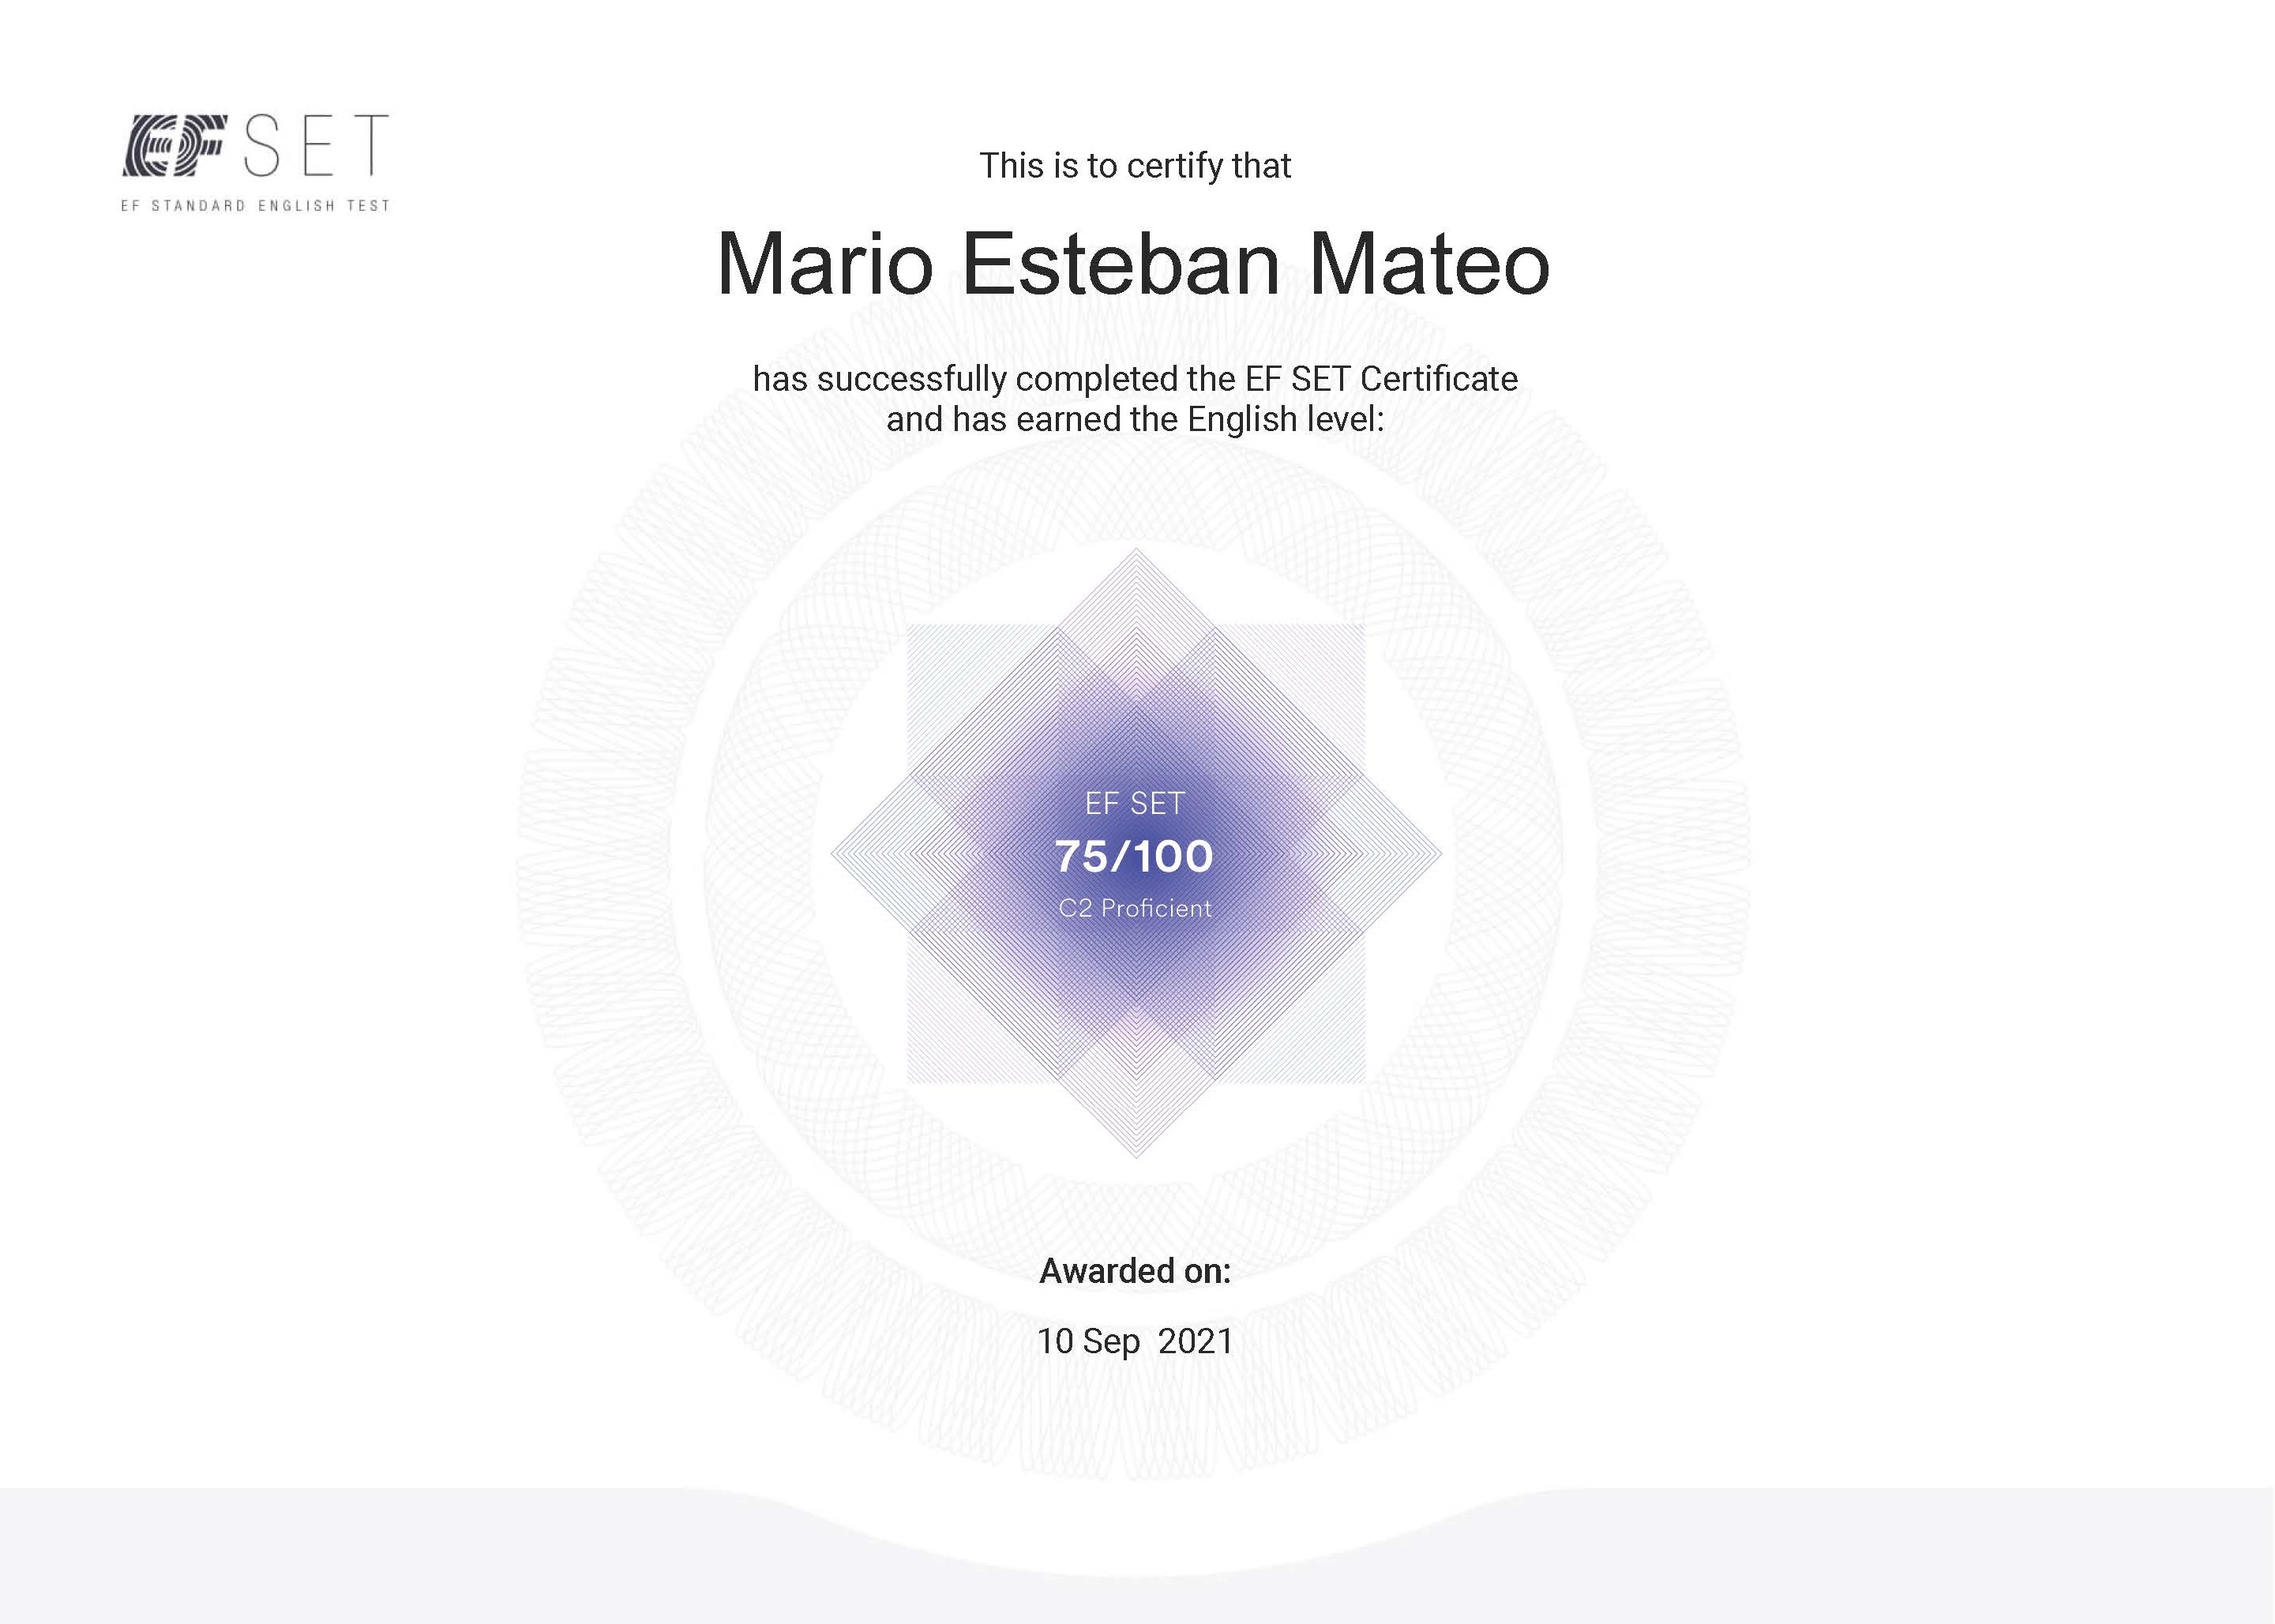 EF SET
EF STANDARD ENGLISH TEST
This is to certify that
Mario Esteban Mateo
has successfully completed the EF SET Certificate
and has earned the English level:
EF SET
75/100
C2 Proficient
Awarded on:
10 Sep  2021